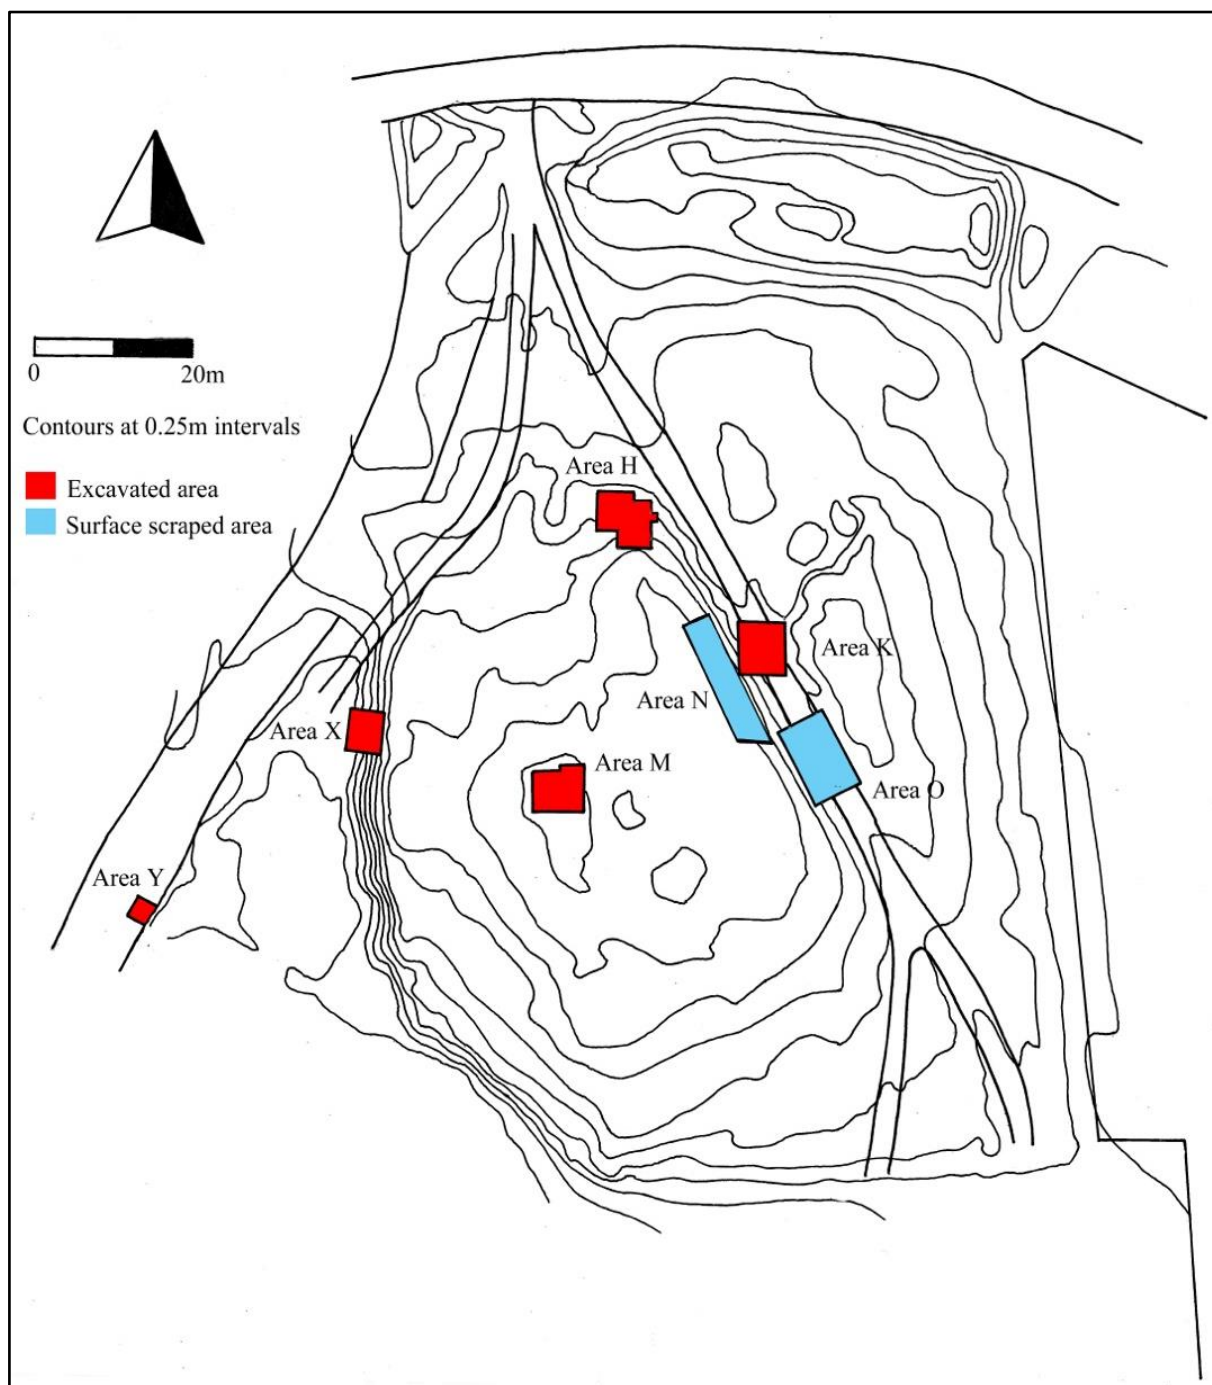 0 20m
Contours at 0.25m intervals
Excavated area
Surface scraped area
Area H
Area K
Area N
Area X
Area M
Area O
Area Y